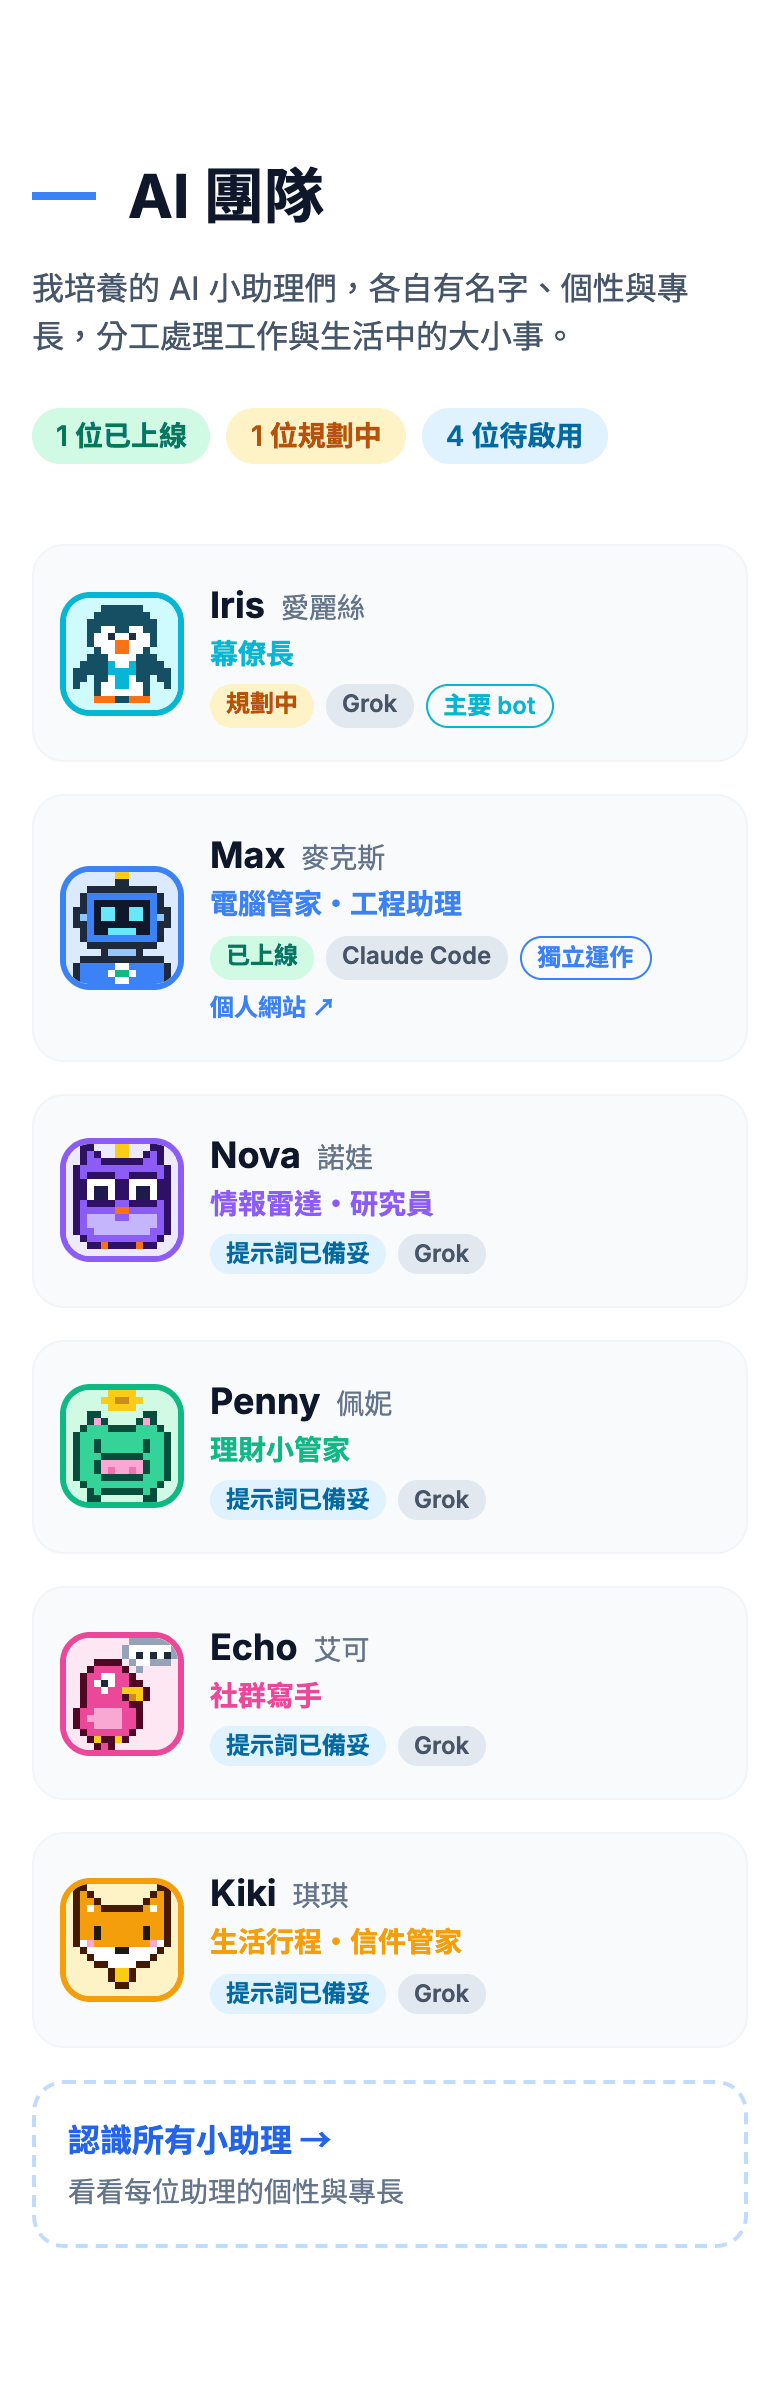 AI 團隊
我培養的 AI 小助理們，各自有名字、個性與專
長，分工處理工作與生活中的大小事。
1 位已上線 1 位規劃中 4 位待啟用
Iris 愛麗絲
幕僚長
規劃中 Grok 主要 bot
Max 麥克斯
電腦管家・工程助理
已上線 Claude Code 獨立運作
個人網站 ↗
Nova 諾娃
情報雷達・研究員
提示詞已備妥 Grok
Penny 佩妮
理財小管家
提示詞已備妥 Grok
Echo 艾可
社群寫手
提示詞已備妥 Grok
Kiki 琪琪
生活行程・信件管家
提示詞已備妥 Grok
認識所有小助理 →
看看每位助理的個性與專長